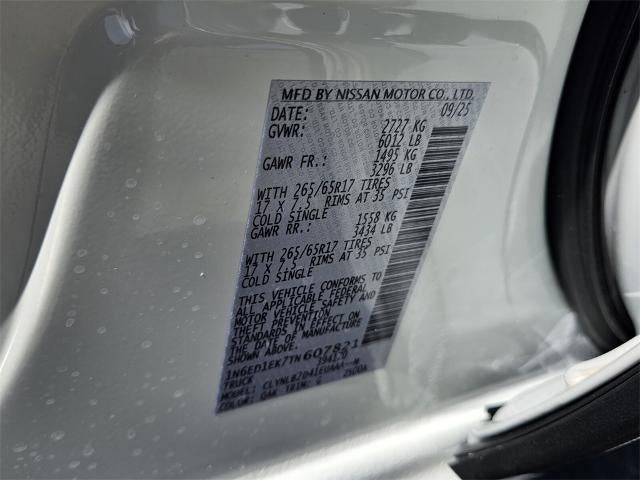 MFD BY NISSAN MOTOR CO., LTD.
DATE: 09/25
GVWR: 2727 KG
6012 LB
GAWR FR.: 1495 KG
3296 LB
WITH 265/65R17 TIRES
17 X 7.5 RIMS AT 35 PSI
COLD SINGLE
GAWR RR.: 1558 KG
3434 LB
WITH 265/65R17 TIRES
17 X 7.5 RIMS AT 35 PSI
COLD SINGLE
THIS VEHICLE CONFORMS TO
ALL APPLICABLE FEDERAL
MOTOR VEHICLE SAFETY AND
THEFT PREVENTION
STANDARDS IN EFFECT ON
THE DATE OF MANUFACTURE
SHOWN ABOVE.
1N6ED1EK7TN607821
TRUCK
MODEL:
COLOR: QAK TRIM: G